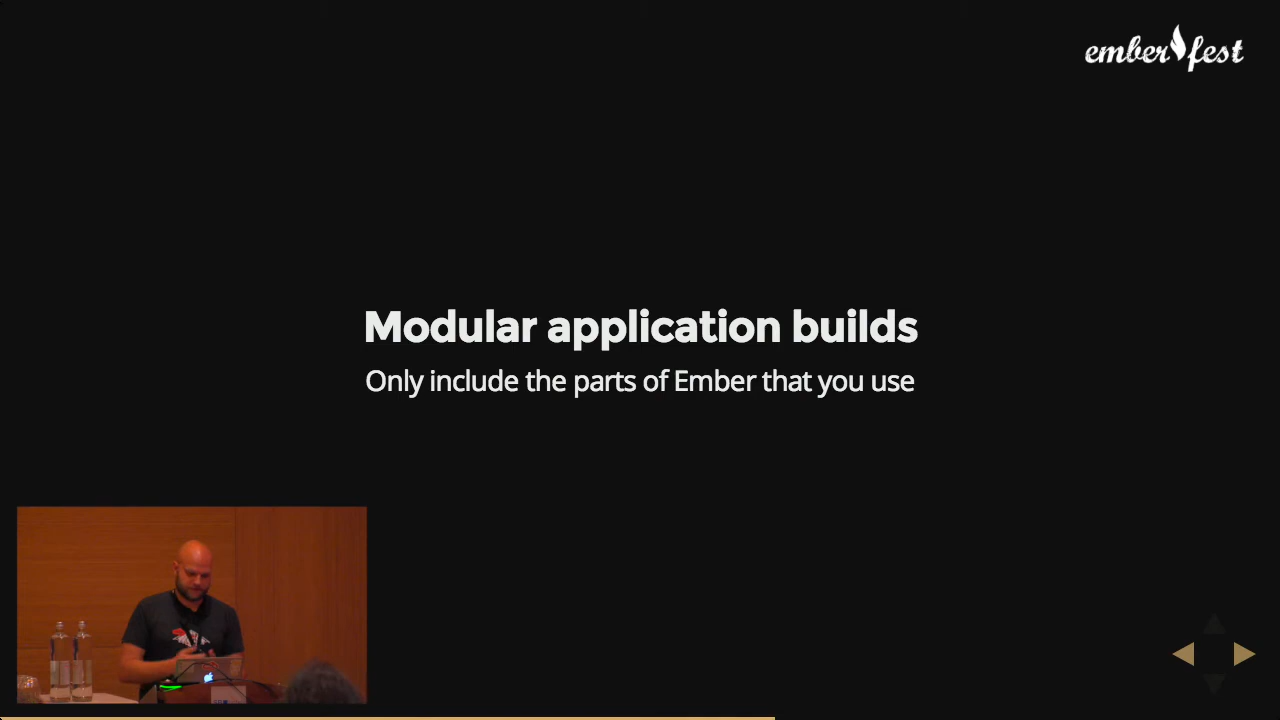 ember fest
Modular application builds
Only include the parts of Ember that you use